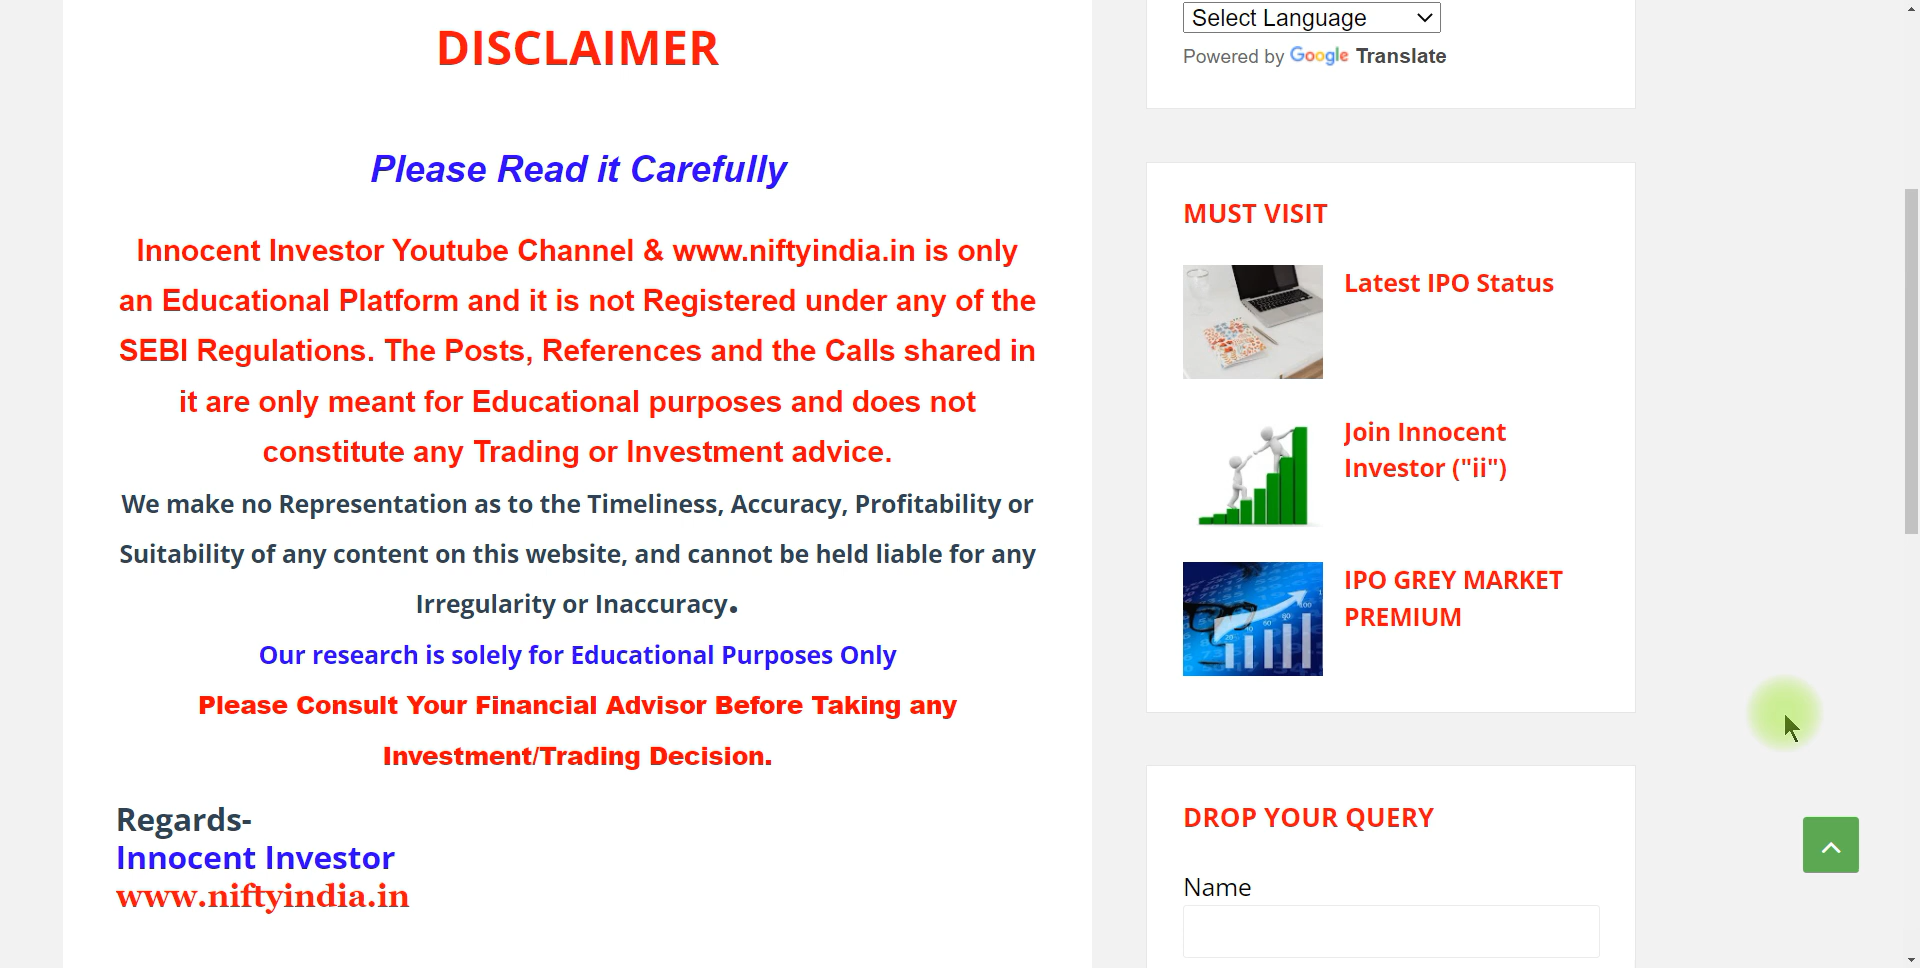 DISCLAIMER
Please Read it Carefully
Innocent Investor Youtube Channel & www.niftyindia.in is only
an Educational Platform and it is not Registered under any of the
SEBI Regulations. The Posts, References and the Calls shared in
it are only meant for Educational purposes and does not
constitute any Trading or Investment advice.
We make no Representation as to the Timeliness, Accuracy, Profitability or
Suitability of any content on this website, and cannot be held liable for any
Irregularity or Inaccuracy.
Our research is solely for Educational Purposes Only
Please Consult Your Financial Advisor Before Taking any
Investment/Trading Decision.
Regards-
Innocent Investor
www.niftyindia.in
Select Language
Powered by Google Translate
MUST VISIT
Latest IPO Status
Join Innocent
Investor ("ii")
IPO GREY MARKET
PREMIUM
20 40 60 80 100
DROP YOUR QUERY
Name